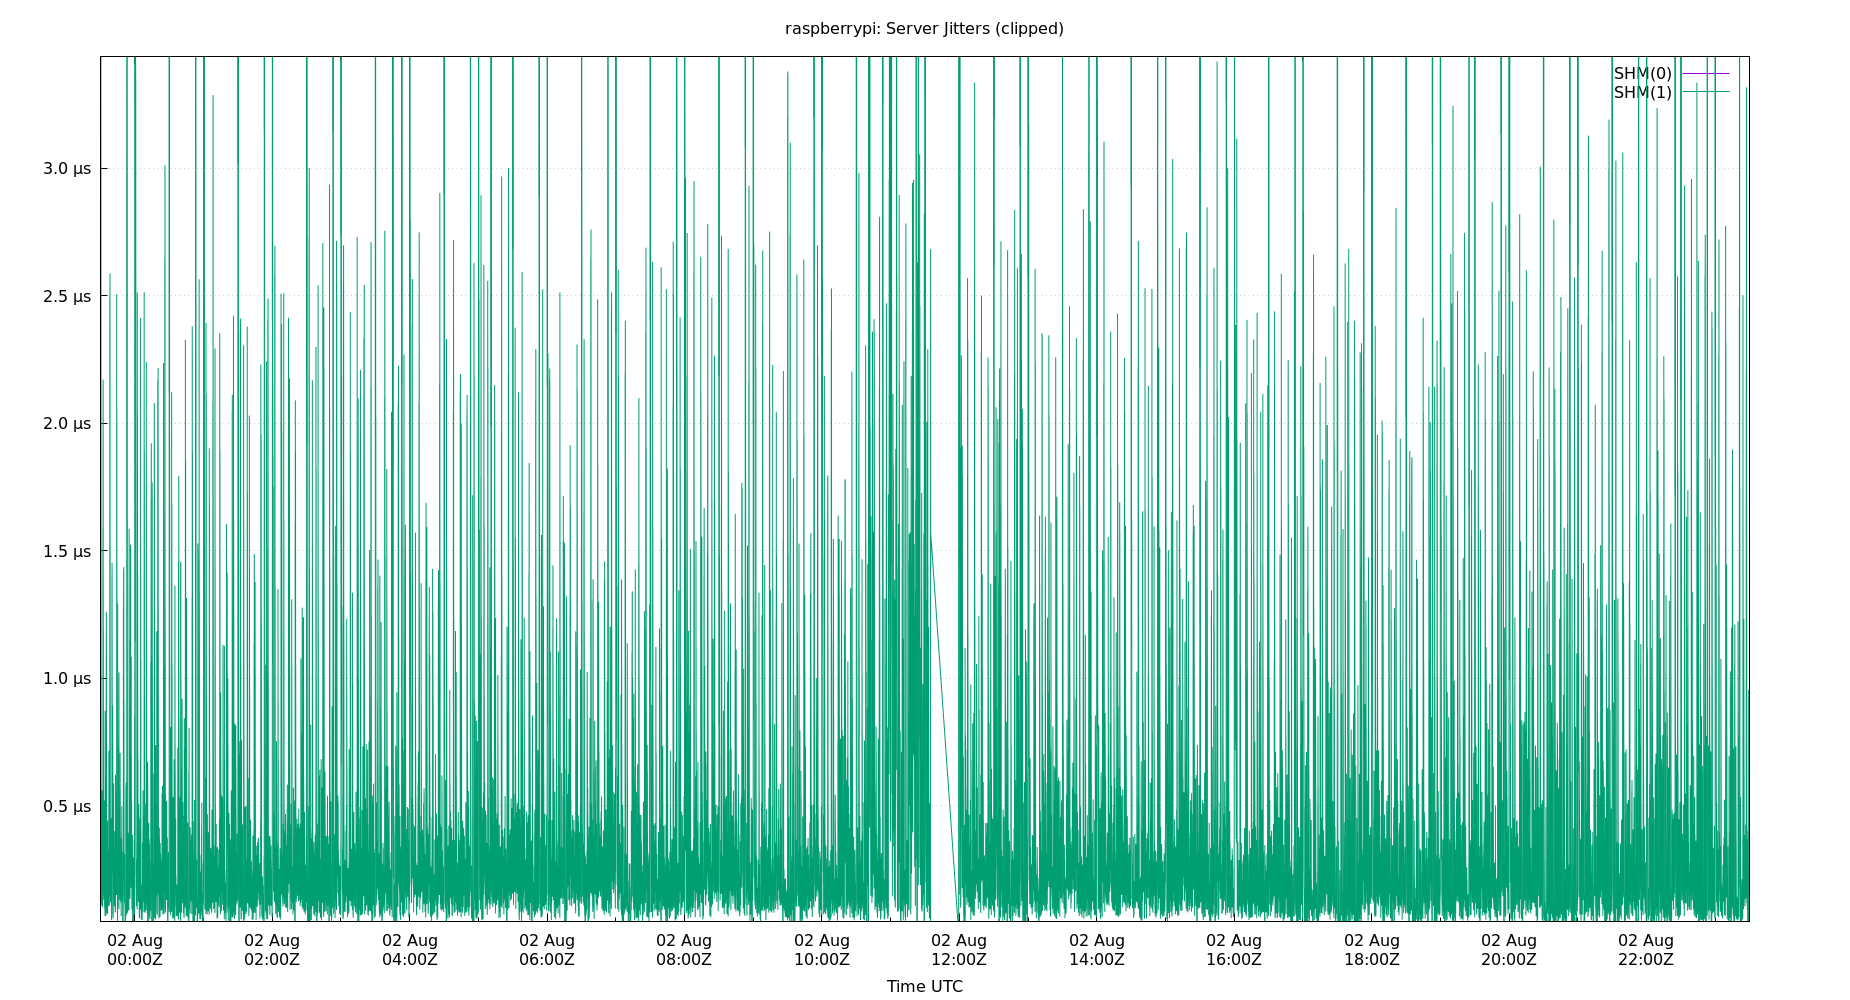 raspberrypi: Server Jitters (clipped)
SHM(0)
SHM(1)
3.0 µs
2.5 µs
2.0 µs
1.5 µs
1.0 µs
0.5 µs
02 Aug 02 Aug 02 Aug 02 Aug 02 Aug 02 Aug 02 Aug 02 Aug 02 Aug 02 Aug 02 Aug 02 Aug
00:00Z 02:00Z 04:00Z 06:00Z 08:00Z 10:00Z 12:00Z 14:00Z 16:00Z 18:00Z 20:00Z 22:00Z
Time UTC